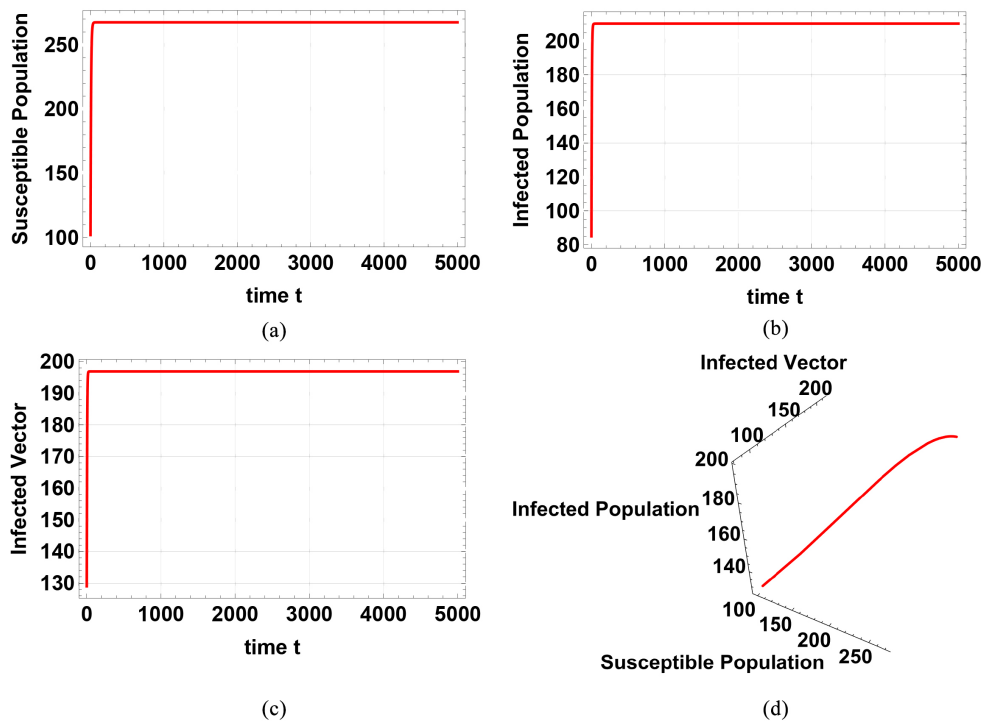 Susceptible Population
250
200
150
100
0 1000 2000 3000 4000 5000
time t
(a)
Infected Population
200
180
160
140
120
100
80
0 1000 2000 3000 4000 5000
time t
(b)
Infected Vector
200
190
180
170
160
150
140
130
0 1000 2000 3000 4000 5000
time t
(c)
Infected Vector
200
150
100
200
Infected Population
180
160
140
100
150
200
250
Susceptible Population
(d)